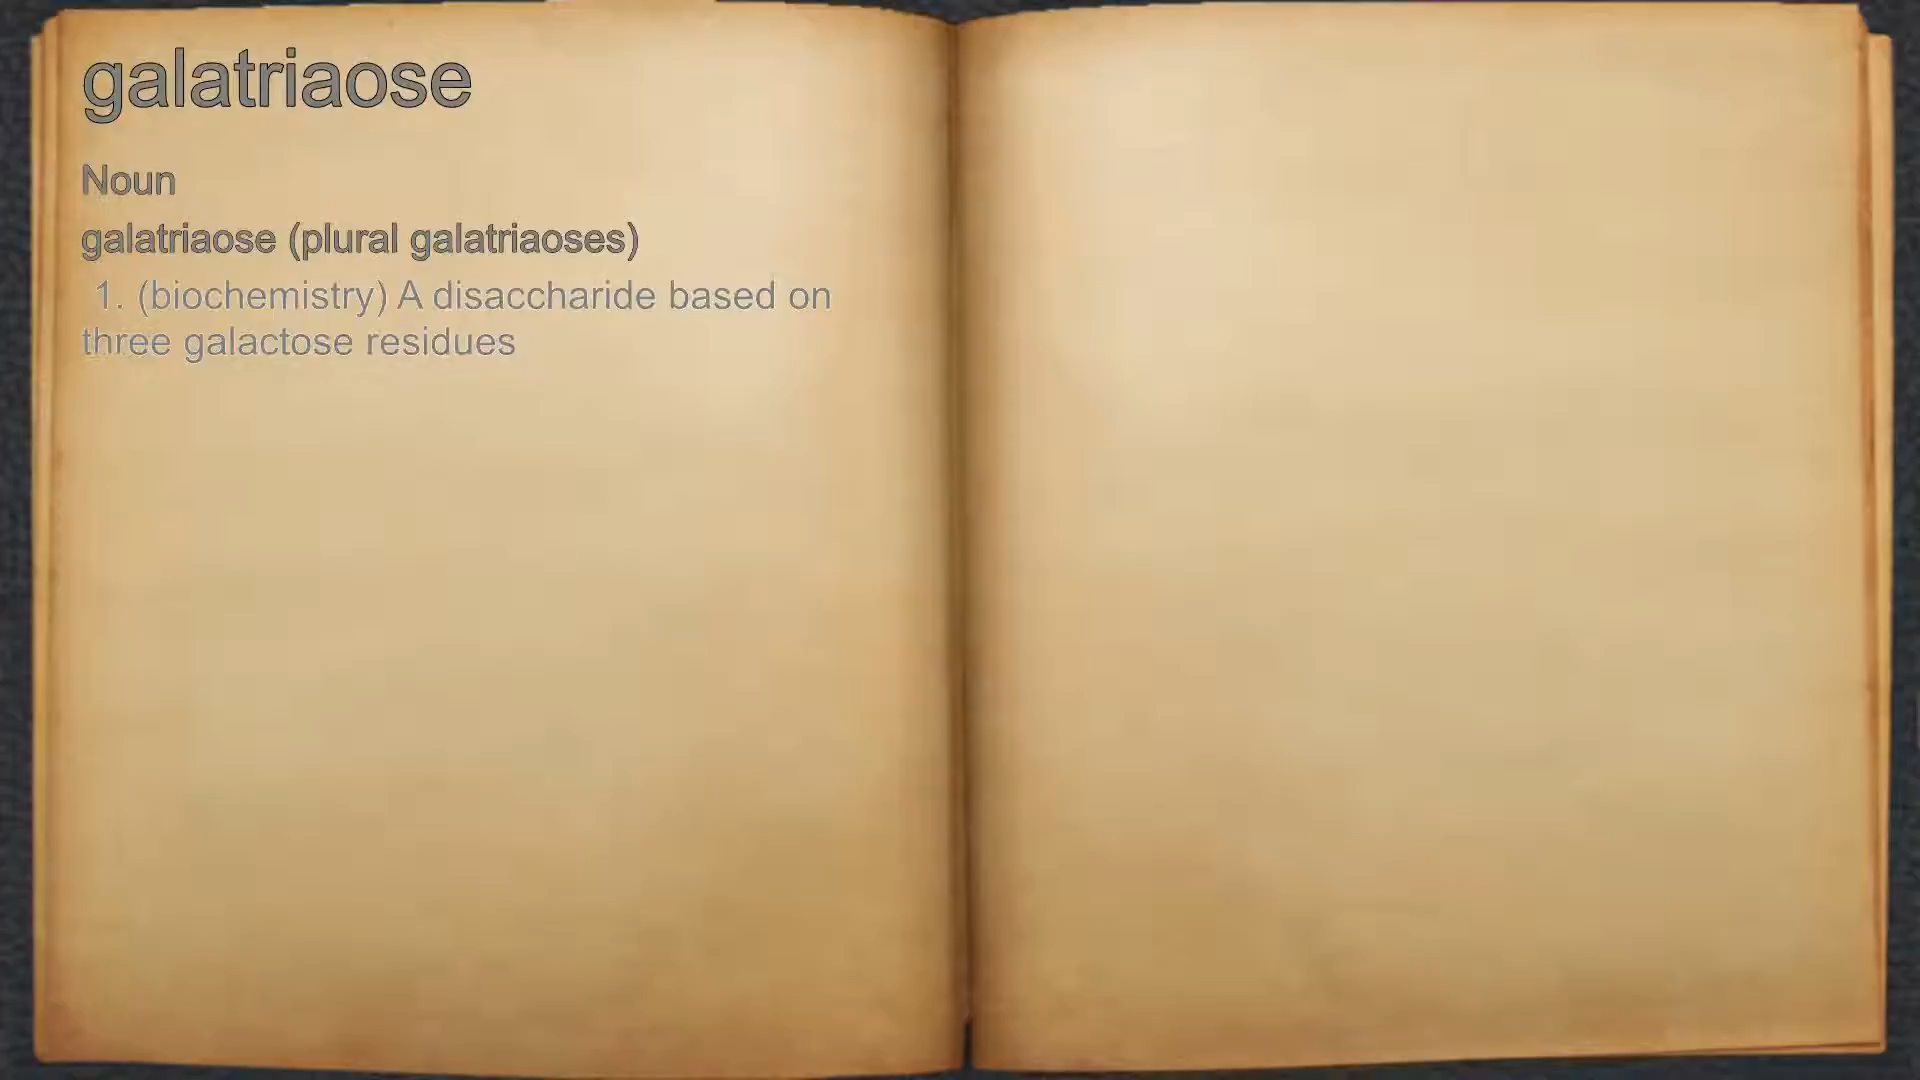 galatriaose
Noun
galatriaose (plural galatriaoses)
1. (biochemistry) A disaccharide based on
three galactose residues